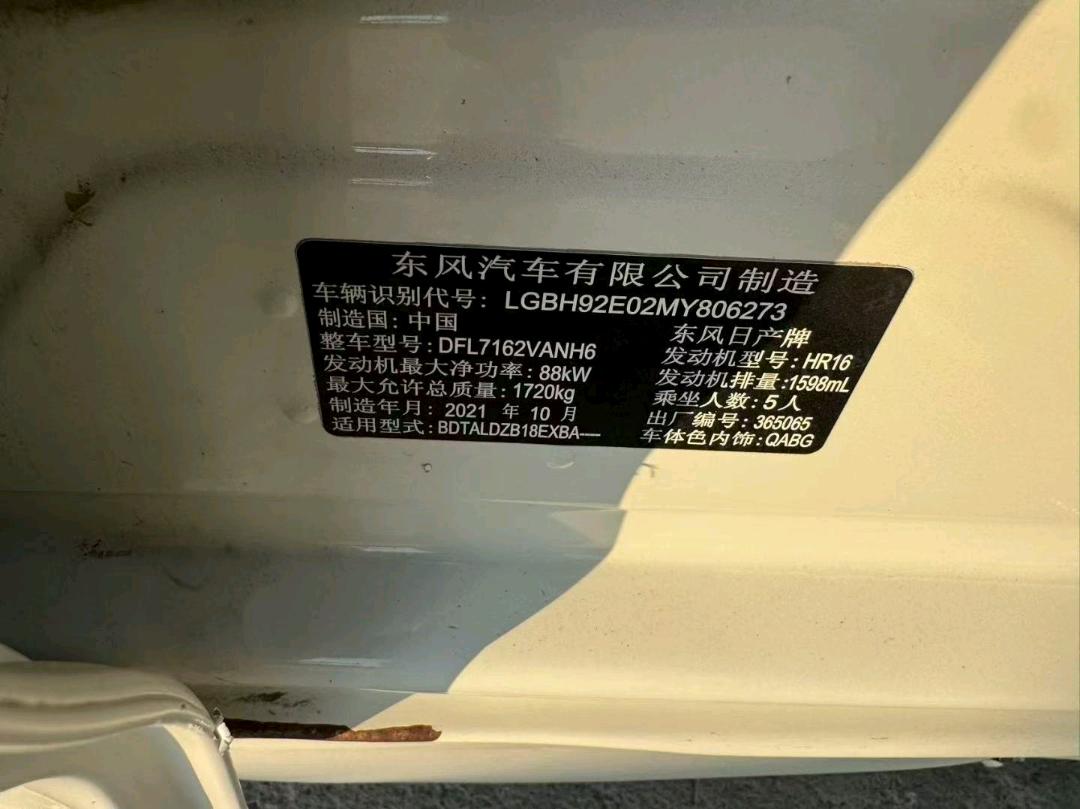 东风汽车有限公司制造
车辆识别代号: LGBH92E02MY806273
制造国: 中国 东风日产牌
整车型号: DFL7162VANH6 发动机型号: HR16
发动机最大净功率: 88kW 发动机排量: 1598mL
最大允许总质量: 1720kg 乘坐人数: 5人
制造年月: 2021 年 10 月 出厂编号: 365065
适用型式: BDTALDZB18EXBA---- 车体色内饰: QABG